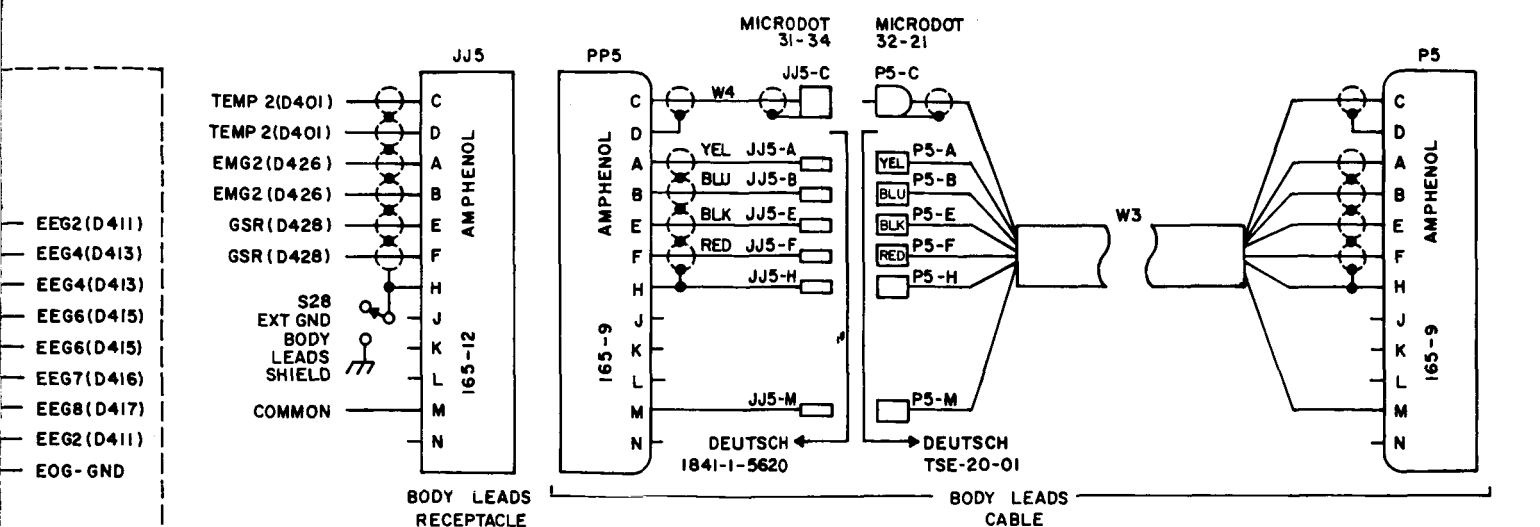 EEG2(D411)
EEG4(D413)
EEG4(D413)
EEG6(D415)
EEG6(D415)
EEG7(D416)
EEG8(D417)
EEG2(D411)
EOG-GND
TEMP 2(D401)
TEMP 2(D401)
EMG2(D426)
EMG2(D426)
GSR(D428)
GSR(D428)
S28
EXT GND
BODY
LEADS
SHIELD
COMMON
JJ5
C
D
A
B
E
F
H
J
K
L
M
N
AMPHENOL
165-12
BODY LEADS
RECEPTACLE
PP5
AMPHENOL
165-9
C
D
A
B
E
F
H
J
K
L
M
N
MICRODOT
31-34
JJ5-C
W4
YEL JJ5-A
BLU JJ5-B
BLK JJ5-E
RED JJ5-F
JJ5-H
JJ5-M
DEUTSCH
1841-1-5620
MICRODOT
32-21
P5-C
YEL P5-A
BLU P5-B
BLK P5-E
RED P5-F
P5-H
P5-M
DEUTSCH
TSE-20-01
W3
P5
C
D
A
B
E
F
H
J
K
L
M
N
AMPHENOL
165-9
BODY LEADS
CABLE